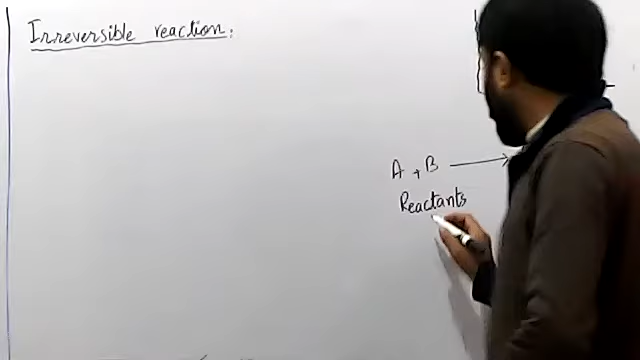 Irreversible reaction:
A + B →
Reactants